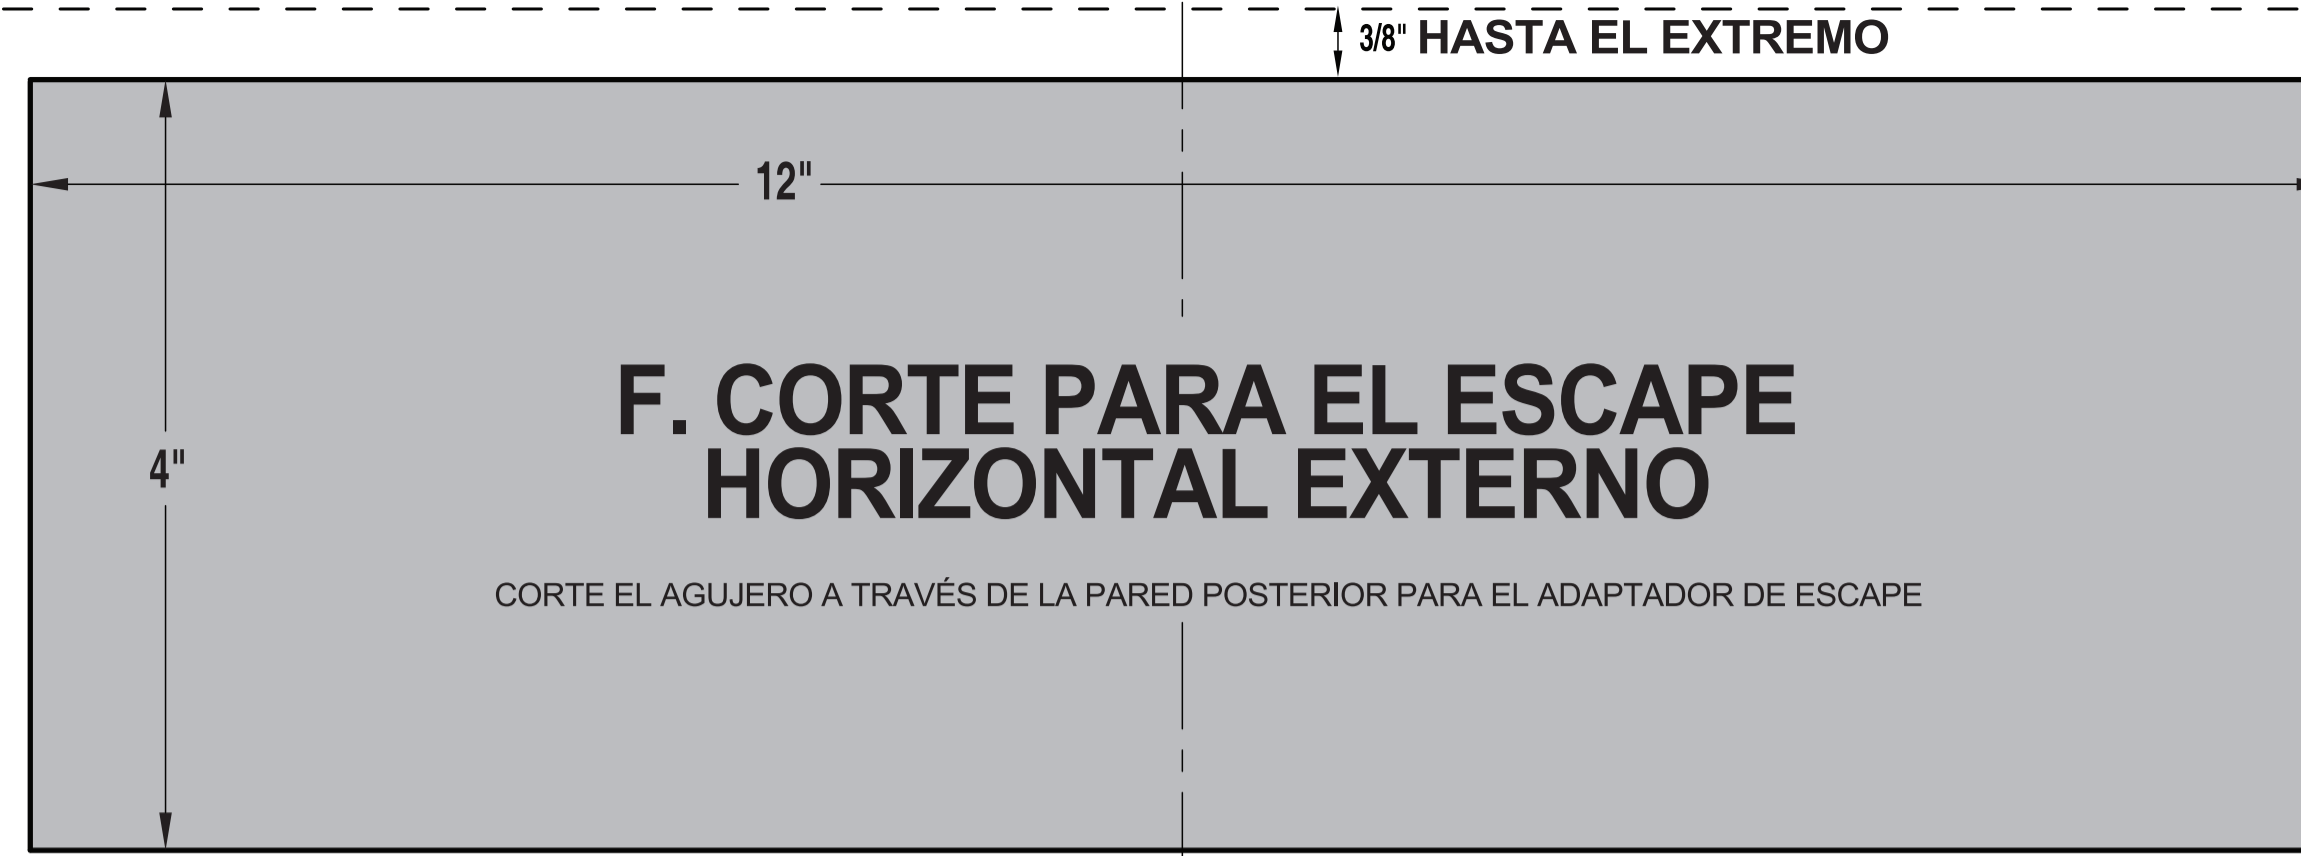 3/8" HASTA EL EXTREMO
12"
F. CORTE PARA EL ESCAPE
HORIZONTAL EXTERNO
4"
CORTE EL AGUJERO A TRAVÉS DE LA PARED POSTERIOR PARA EL ADAPTADOR DE ESCAPE